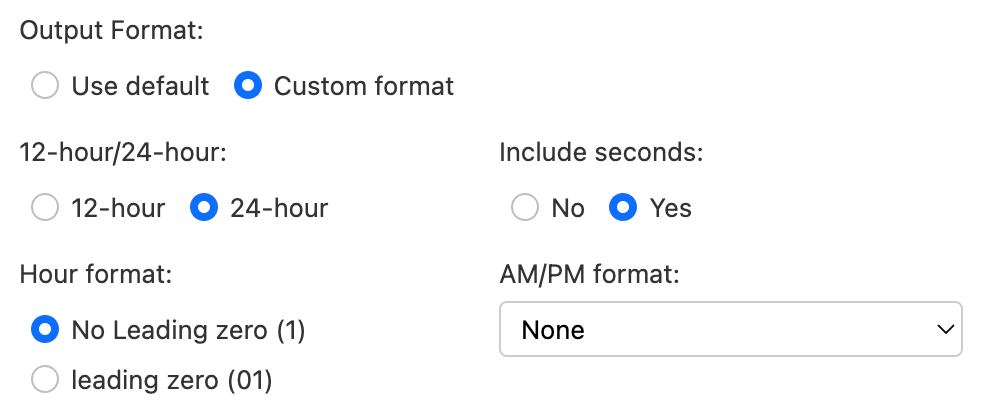 Output Format:
Use default Custom format
12-hour/24-hour:
Include seconds:
12-hour 24-hour
No Yes
Hour format:
AM/PM format:
No Leading zero (1)
None
leading zero (01)